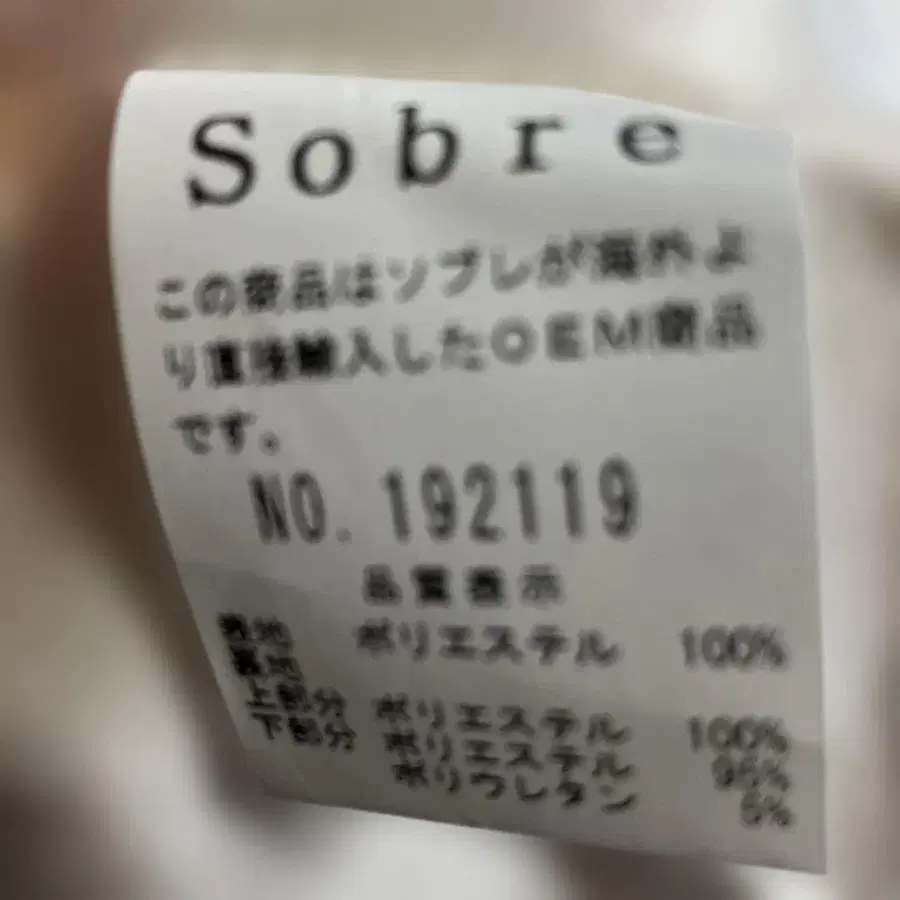 Sobre
この商品はソブレが海外よ
り直接輸入したOEM商品
です。
NO. 192119
品質表示
表地 ポリエステル 100%
裏地
上部分 ポリエステル 100%
下部分 ポリエステル 95%
ポリウレタン 5%